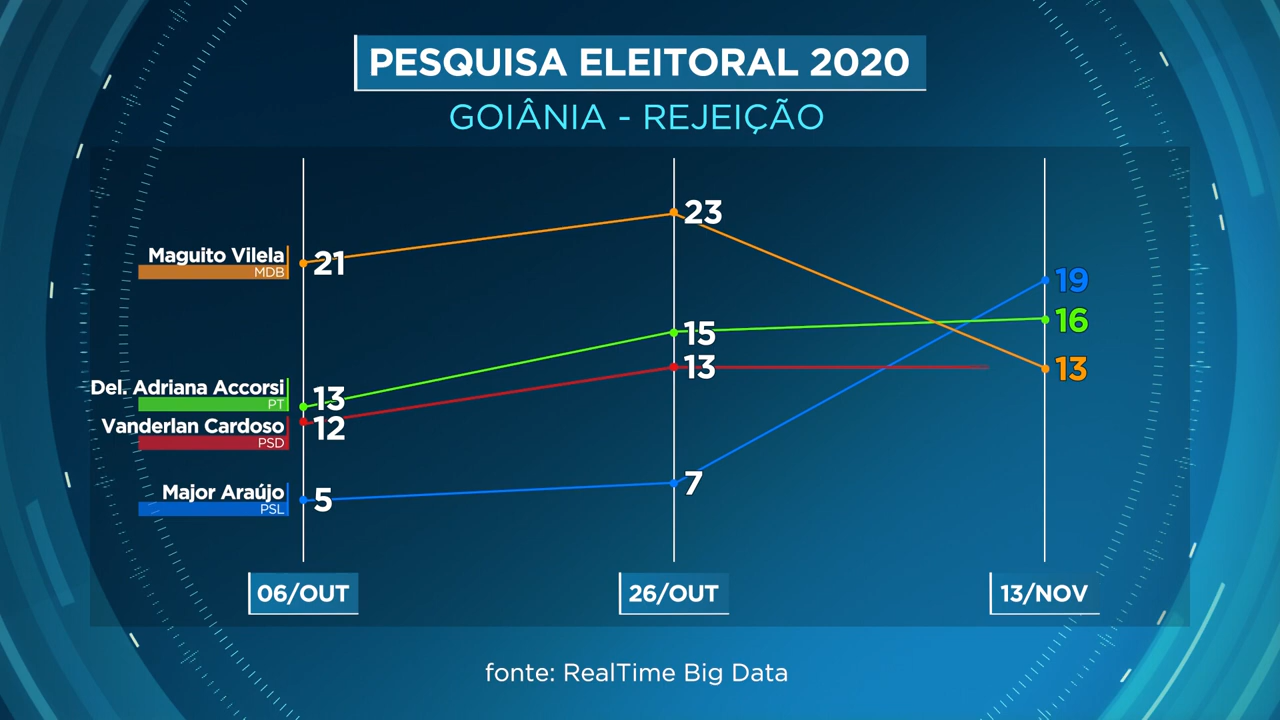 PESQUISA ELEITORAL 2020
GOIÂNIA - REJEIÇÃO
Maguito Vilela
MDB
21
23
19
16
13
Del. Adriana Accorsi
PT
13
15
Vanderlan Cardoso
PSD
12
13
Major Araújo
PSL
5
7
06/OUT
26/OUT
13/NOV
fonte: RealTime Big Data